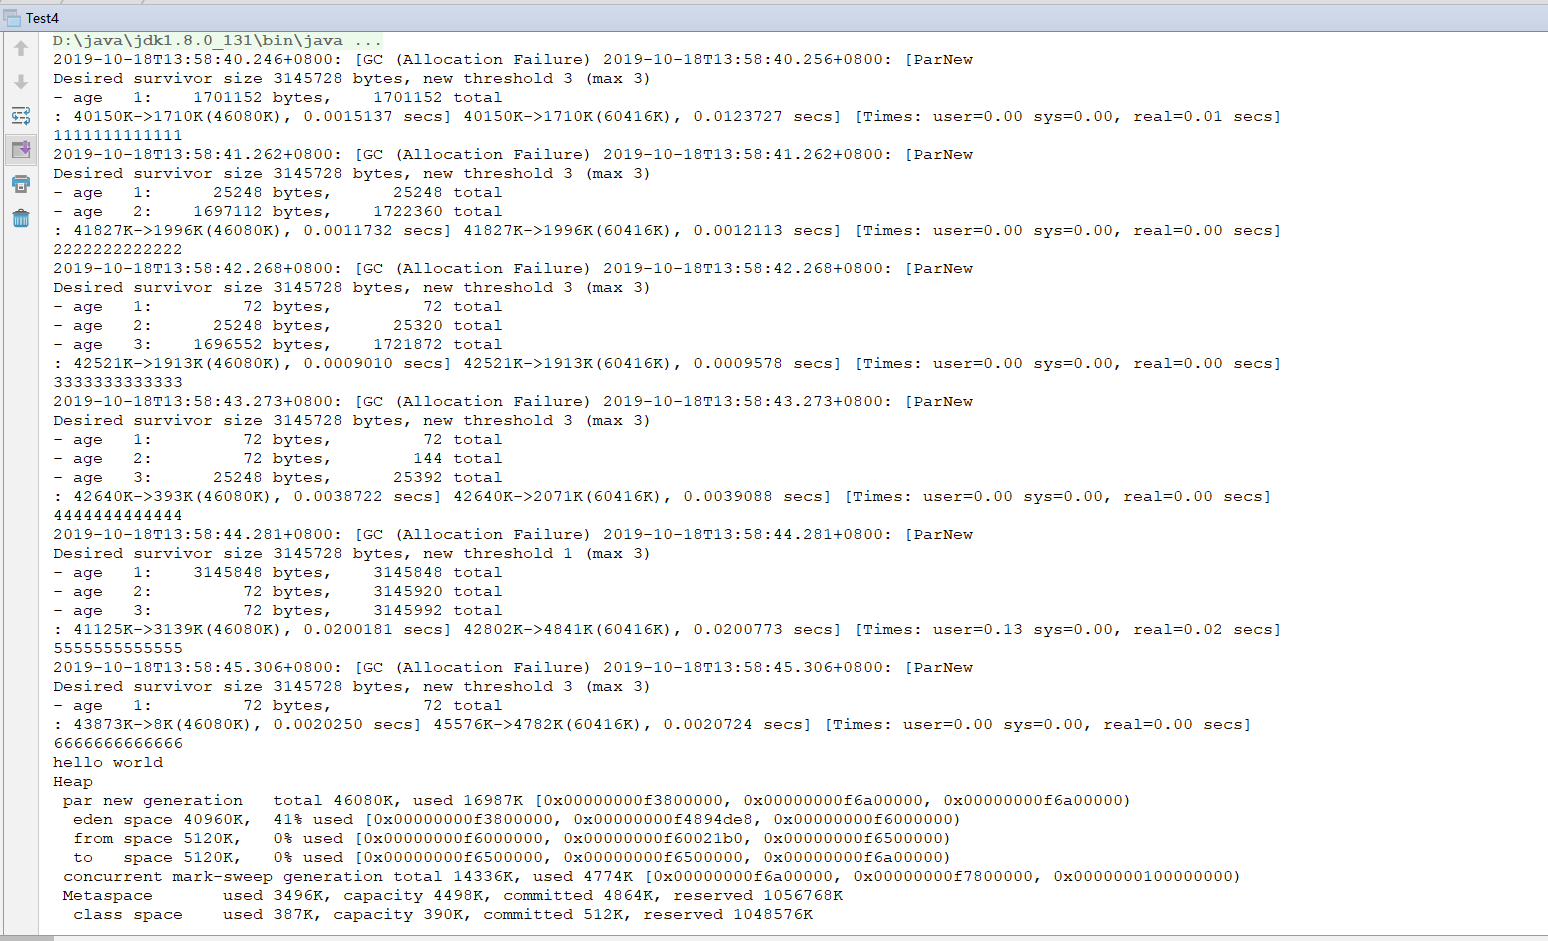 Test4
D:\java\jdk1.8.0_131\bin\java ...
2019-10-18T13:58:40.246+0800: [GC (Allocation Failure) 2019-10-18T13:58:40.256+0800: [ParNew
Desired survivor size 3145728 bytes, new threshold 3 (max 3)
- age   1:    1701152 bytes,    1701152 total
: 40150K->1710K(46080K), 0.0015137 secs] 40150K->1710K(60416K), 0.0123727 secs] [Times: user=0.00 sys=0.00, real=0.01 secs]
1111111111111
2019-10-18T13:58:41.262+0800: [GC (Allocation Failure) 2019-10-18T13:58:41.262+0800: [ParNew
Desired survivor size 3145728 bytes, new threshold 3 (max 3)
- age   1:      25248 bytes,      25248 total
- age   2:    1697112 bytes,    1722360 total
: 41827K->1996K(46080K), 0.0011732 secs] 41827K->1996K(60416K), 0.0012113 secs] [Times: user=0.00 sys=0.00, real=0.00 secs]
2222222222222
2019-10-18T13:58:42.268+0800: [GC (Allocation Failure) 2019-10-18T13:58:42.268+0800: [ParNew
Desired survivor size 3145728 bytes, new threshold 3 (max 3)
- age   1:         72 bytes,         72 total
- age   2:      25248 bytes,      25320 total
- age   3:    1696552 bytes,    1721872 total
: 42521K->1913K(46080K), 0.0009010 secs] 42521K->1913K(60416K), 0.0009578 secs] [Times: user=0.00 sys=0.00, real=0.00 secs]
3333333333333
2019-10-18T13:58:43.273+0800: [GC (Allocation Failure) 2019-10-18T13:58:43.273+0800: [ParNew
Desired survivor size 3145728 bytes, new threshold 3 (max 3)
- age   1:         72 bytes,         72 total
- age   2:         72 bytes,        144 total
- age   3:      25248 bytes,      25392 total
: 42640K->393K(46080K), 0.0038722 secs] 42640K->2071K(60416K), 0.0039088 secs] [Times: user=0.00 sys=0.00, real=0.00 secs]
4444444444444
2019-10-18T13:58:44.281+0800: [GC (Allocation Failure) 2019-10-18T13:58:44.281+0800: [ParNew
Desired survivor size 3145728 bytes, new threshold 1 (max 3)
- age   1:    3145848 bytes,    3145848 total
- age   2:         72 bytes,    3145920 total
- age   3:         72 bytes,    3145992 total
: 41125K->3139K(46080K), 0.0200181 secs] 42802K->4841K(60416K), 0.0200773 secs] [Times: user=0.13 sys=0.00, real=0.02 secs]
5555555555555
2019-10-18T13:58:45.306+0800: [GC (Allocation Failure) 2019-10-18T13:58:45.306+0800: [ParNew
Desired survivor size 3145728 bytes, new threshold 3 (max 3)
- age   1:         72 bytes,         72 total
: 43873K->8K(46080K), 0.0020250 secs] 45576K->4782K(60416K), 0.0020724 secs] [Times: user=0.00 sys=0.00, real=0.00 secs]
6666666666666
hello world
Heap
 par new generation   total 46080K, used 16987K [0x00000000f3800000, 0x00000000f6a00000, 0x00000000f6a00000)
  eden space 40960K,  41% used [0x00000000f3800000, 0x00000000f4894de8, 0x00000000f6000000)
  from space 5120K,   0% used [0x00000000f6000000, 0x00000000f60021b0, 0x00000000f6500000)
  to   space 5120K,   0% used [0x00000000f6500000, 0x00000000f6500000, 0x00000000f6a00000)
 concurrent mark-sweep generation total 14336K, used 4774K [0x00000000f6a00000, 0x00000000f7800000, 0x0000000100000000)
 Metaspace       used 3496K, capacity 4498K, committed 4864K, reserved 1056768K
  class space    used 387K, capacity 390K, committed 512K, reserved 1048576K